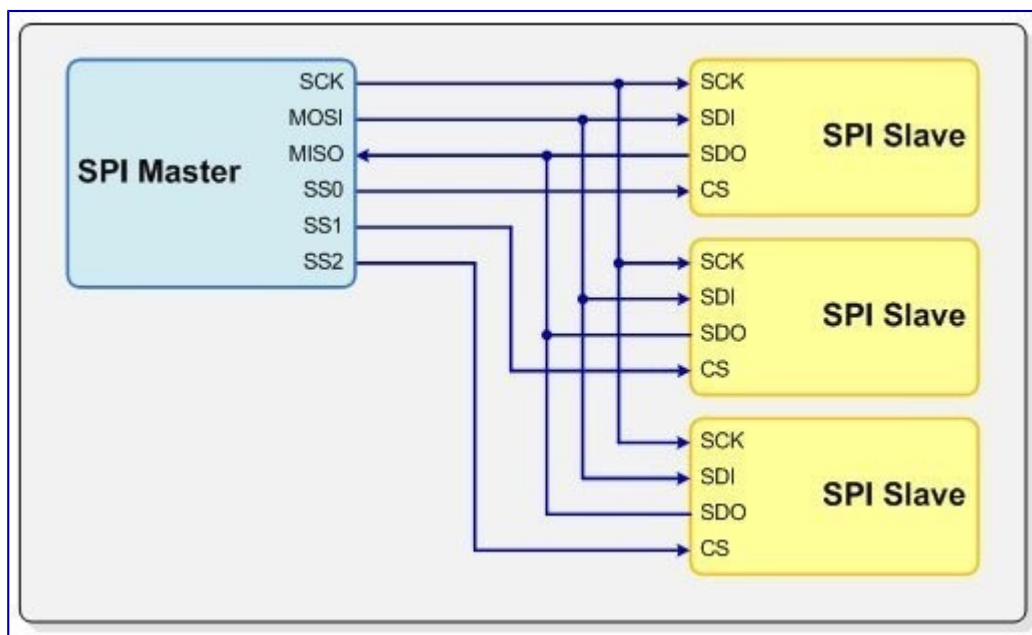 SPI Master
SCK
MOSI
MISO
SS0
SS1
SS2
SCK
SDI
SDO
CS
SPI Slave
SCK
SDI
SDO
CS
SPI Slave
SCK
SDI
SDO
CS
SPI Slave